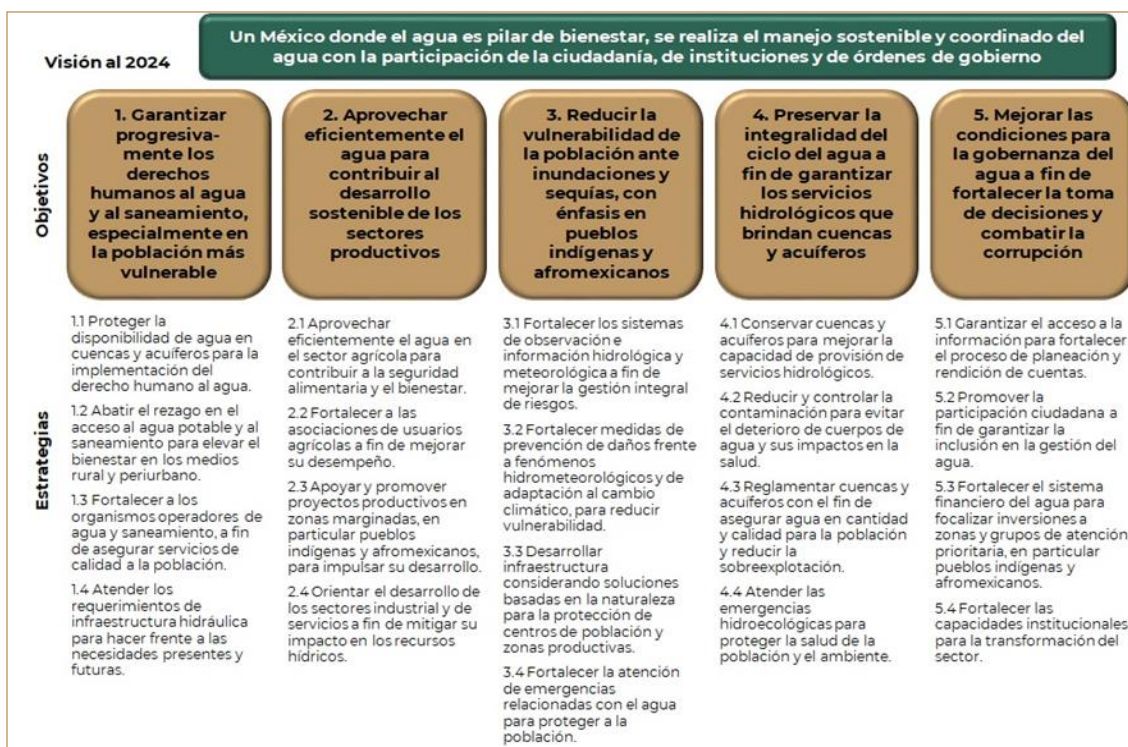 Visión al 2024
Un México donde el agua es pilar de bienestar, se realiza el manejo sostenible y coordinado del
agua con la participación de la ciudadanía, de instituciones y de órdenes de gobierno
Objetivos
1. Garantizar
progresiva-
mente los
derechos
humanos al agua
y al saneamiento,
especialmente en
la población más
vulnerable
2. Aprovechar
eficientemente el
agua para
contribuir al
desarrollo
sostenible de los
sectores
productivos
3. Reducir la
vulnerabilidad de
la población ante
inundaciones y
sequías, con
énfasis en
pueblos
indígenas y
afromexicanos
4. Preservar la
integralidad del
ciclo del agua a
fin de garantizar
los servicios
hidrológicos que
brindan cuencas
y acuíferos
5. Mejorar las
condiciones para
la gobernanza del
agua a fin de
fortalecer la toma
de decisiones y
combatir la
corrupción
Estrategias
1.1 Proteger la
disponibilidad de agua en
cuencas y acuíferos para la
implementación del
derecho humano al agua.
1.2 Abatir el rezago en el
acceso al agua potable y al
saneamiento para elevar el
bienestar en los medios
rural y periurbano.
1.3 Fortalecer a los
organismos operadores de
agua y saneamiento, a fin
de asegurar servicios de
calidad a la población.
1.4 Atender los
requerimientos de
infraestructura hidráulica
para hacer frente a las
necesidades presentes y
futuras.
2.1 Aprovechar
eficientemente el agua en
el sector agrícola para
contribuir a la seguridad
alimentaria y el bienestar.
2.2 Fortalecer a las
asociaciones de usuarios
agrícolas a fin de mejorar
su desempeño.
2.3 Apoyar y promover
proyectos productivos en
zonas marginadas, en
particular pueblos
indígenas y afromexicanos,
para impulsar su desarrollo.
2.4 Orientar el desarrollo de
los sectores industrial y de
servicios a fin de mitigar su
impacto en los recursos
hídricos.
3.1 Fortalecer los sistemas
de observación e
información hidrológica y
meteorológica a fin de
mejorar la gestión integral
de riesgos.
3.2 Fortalecer medidas de
prevención de daños frente
a fenómenos
hidrometeorológicos y de
adaptación al cambio
climático, para reducir
vulnerabilidad.
3.3 Desarrollar
infraestructura
considerando soluciones
basadas en la naturaleza
para la protección de
centros de población y
zonas productivas.
3.4 Fortalecer la atención
de emergencias
relacionadas con el agua
para proteger a la
población.
4.1 Conservar cuencas y
acuíferos para mejorar la
capacidad de provisión de
servicios hidrológicos.
4.2 Reducir y controlar la
contaminación para evitar
el deterioro de cuerpos de
agua y sus impactos en la
salud.
4.3 Reglamentar cuencas y
acuíferos con el fin de
asegurar agua en cantidad
y calidad para la población
y reducir la
sobreexplotación.
4.4 Atender las
emergencias
hidroecológicas para
proteger la salud de la
población y el ambiente.
5.1 Garantizar el acceso a la
información para fortalecer
el proceso de planeación y
rendición de cuentas.
5.2 Promover la
participación ciudadana a
fin de garantizar la
inclusión en la gestión del
agua.
5.3 Fortalecer el sistema
financiero del agua para
focalizar inversiones a
zonas y grupos de atención
prioritaria, en particular
pueblos indígenas y
afromexicanos.
5.4 Fortalecer las
capacidades institucionales
para la transformación del
sector.